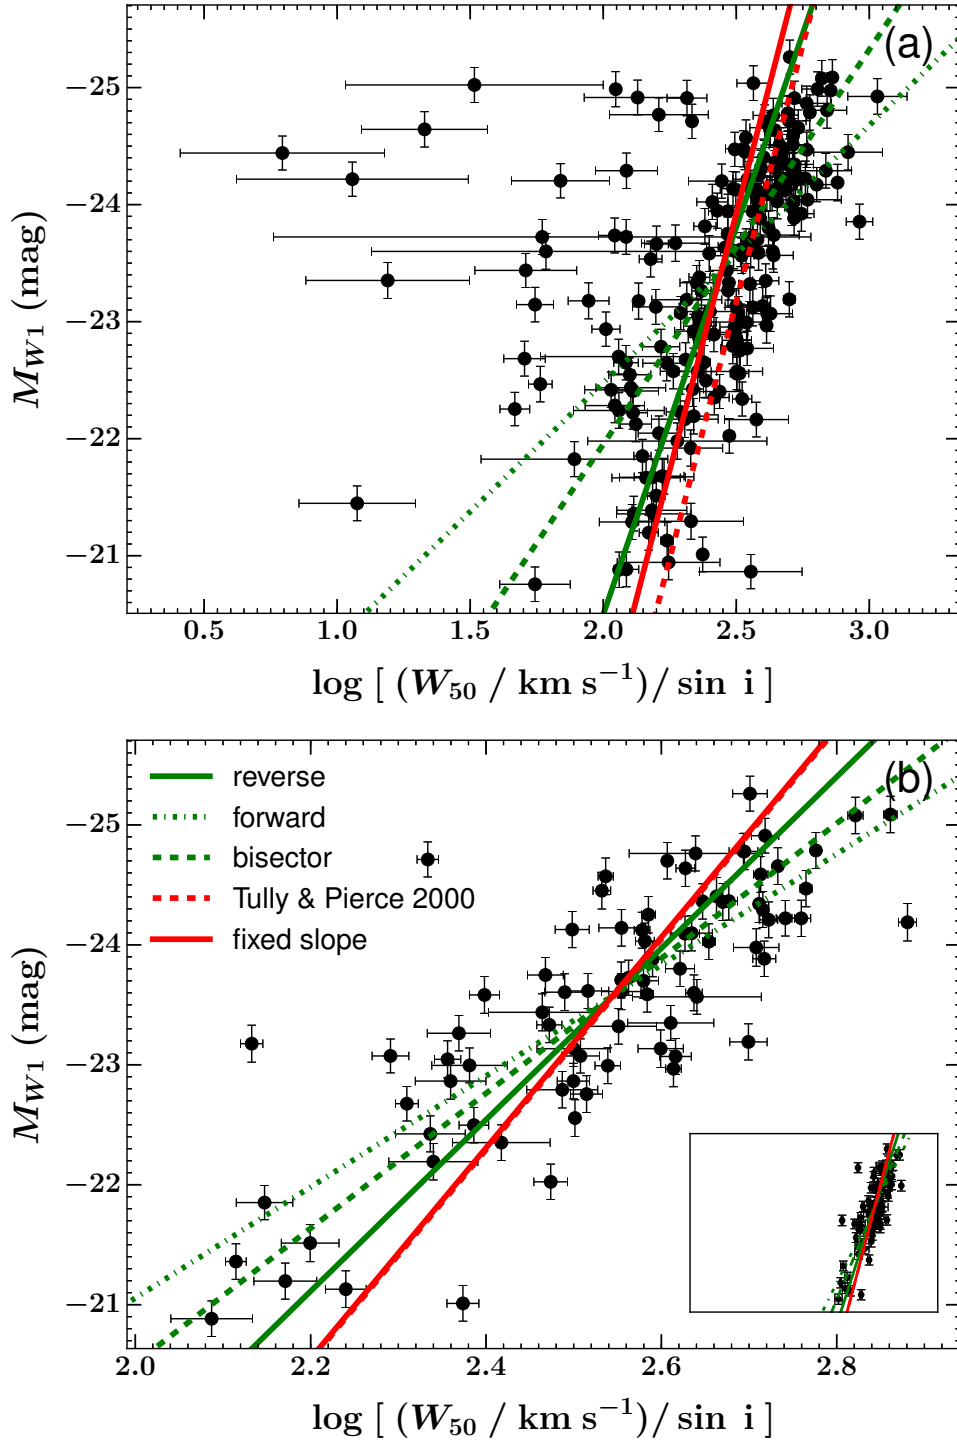 (a)
−25
−24
−23
−22
−21
M_W1 (mag)
0.5 1.0 1.5 2.0 2.5 3.0
log [ (W_50 / km s^−1) / sin i ]
(b)
reverse
forward
bisector
Tully & Pierce 2000
fixed slope
−25
−24
−23
−22
−21
M_W1 (mag)
2.0 2.2 2.4 2.6 2.8
log [ (W_50 / km s^−1) / sin i ]